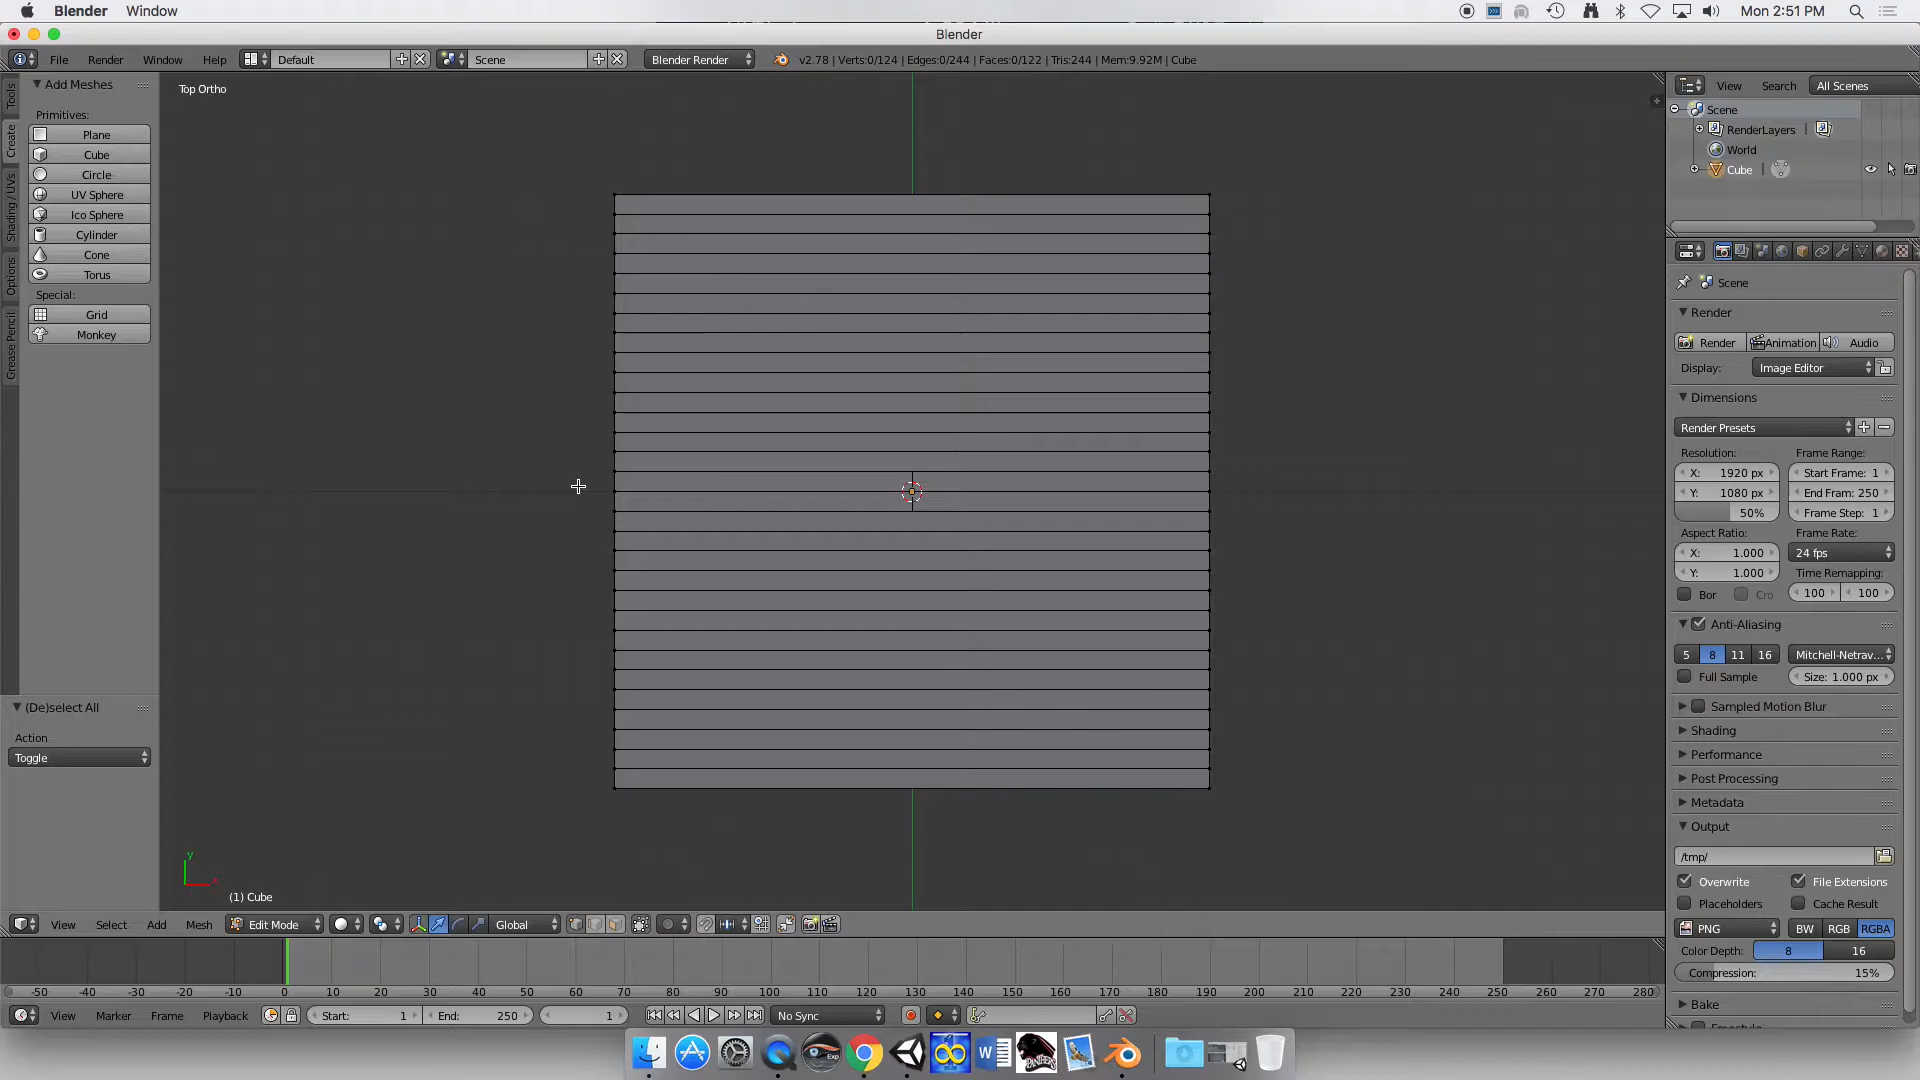 Blender Window Mon 2:51 PM
Blender
File Render Window Help Default Scene Blender Render v2.78 | Verts:0/124 | Edges:0/244 | Faces:0/122 | Tris:244 | Mem:9.92M | Cube
Add Meshes
Primitives:
Plane
Cube
Circle
UV Sphere
Ico Sphere
Cylinder
Cone
Torus
Special:
Grid
Monkey
Tools
Create
Shading / UVs
Options
Grease Pencil
(De)select All
Action
Toggle
Top Ortho
y
x
(1) Cube
View Search All Scenes
Scene
RenderLayers
World
Cube
Scene
Render
Render Animation Audio
Display: Image Editor
Dimensions
Render Presets
Resolution: Frame Range:
X: 1920 px Start Frame: 1
Y: 1080 px End Fram: 250
50% Frame Step: 1
Aspect Ratio: Frame Rate:
X: 1.000 24 fps
Y: 1.000 Time Remapping:
Bor Cro 100 100
Anti-Aliasing
5 8 11 16 Mitchell-Netrav...
Full Sample Size: 1.000 px
Sampled Motion Blur
Shading
Performance
Post Processing
Metadata
Output
/tmp/
Overwrite File Extensions
Placeholders Cache Result
PNG BW RGB RGBA
Color Depth: 8 16
Compression: 15%
Bake
Freestyle
View Select Add Mesh Edit Mode Global
-50 -40 -30 -20 -10 0 10 20 30 40 50 60 70 80 90 100 110 120 130 140 150 160 170 180 190 200 210 220 230 240 250 260 270 280
View Marker Frame Playback Start: 1 End: 250 1 No Sync
Exp W PANTHERS